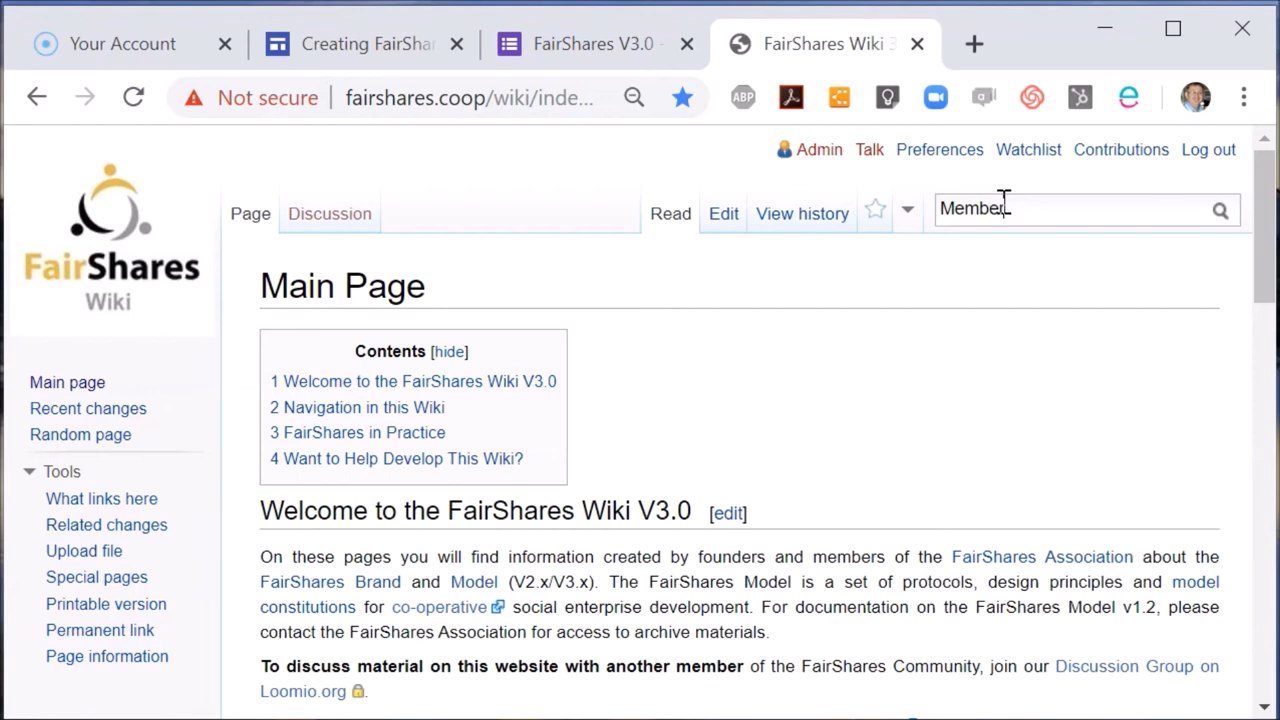 Your Account
Creating FairShar
FairShares V3.0 -
FairShares Wiki 3
Not secure
fairshares.coop/wiki/inde...
ABP
Admin
Talk
Preferences
Watchlist
Contributions
Log out
FairShares
Wiki
Page
Discussion
Read
Edit
View history
Member
Main Page
Contents [hide]
1 Welcome to the FairShares Wiki V3.0
2 Navigation in this Wiki
3 FairShares in Practice
4 Want to Help Develop This Wiki?
Main page
Recent changes
Random page
Tools
What links here
Related changes
Upload file
Special pages
Printable version
Permanent link
Page information
Welcome to the FairShares Wiki V3.0 [edit]
On these pages you will find information created by founders and members of the FairShares Association about the
FairShares Brand and Model (V2.x/V3.x). The FairShares Model is a set of protocols, design principles and model
constitutions for co-operative social enterprise development. For documentation on the FairShares Model v1.2, please
contact the FairShares Association for access to archive materials.
To discuss material on this website with another member of the FairShares Community, join our Discussion Group on
Loomio.org .